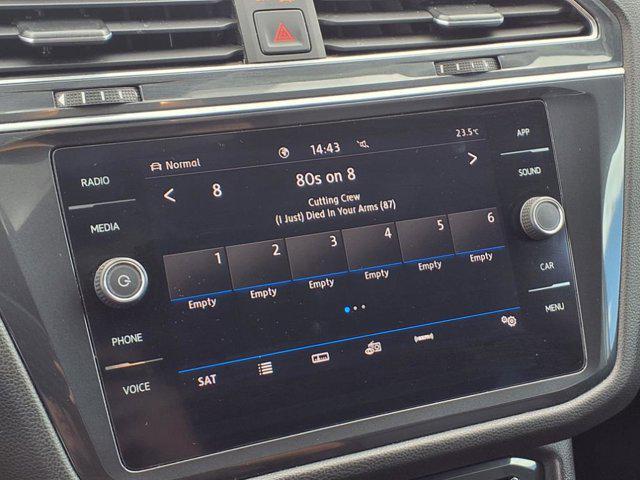 RADIO
MEDIA
PHONE
VOICE
Normal
14:43
23.5°C
8
80s on 8
Cutting Crew
(I Just) Died In Your Arms (87)
1 2 3 4 5 6
Empty Empty Empty Empty Empty Empty
SAT
APP
SOUND
CAR
MENU